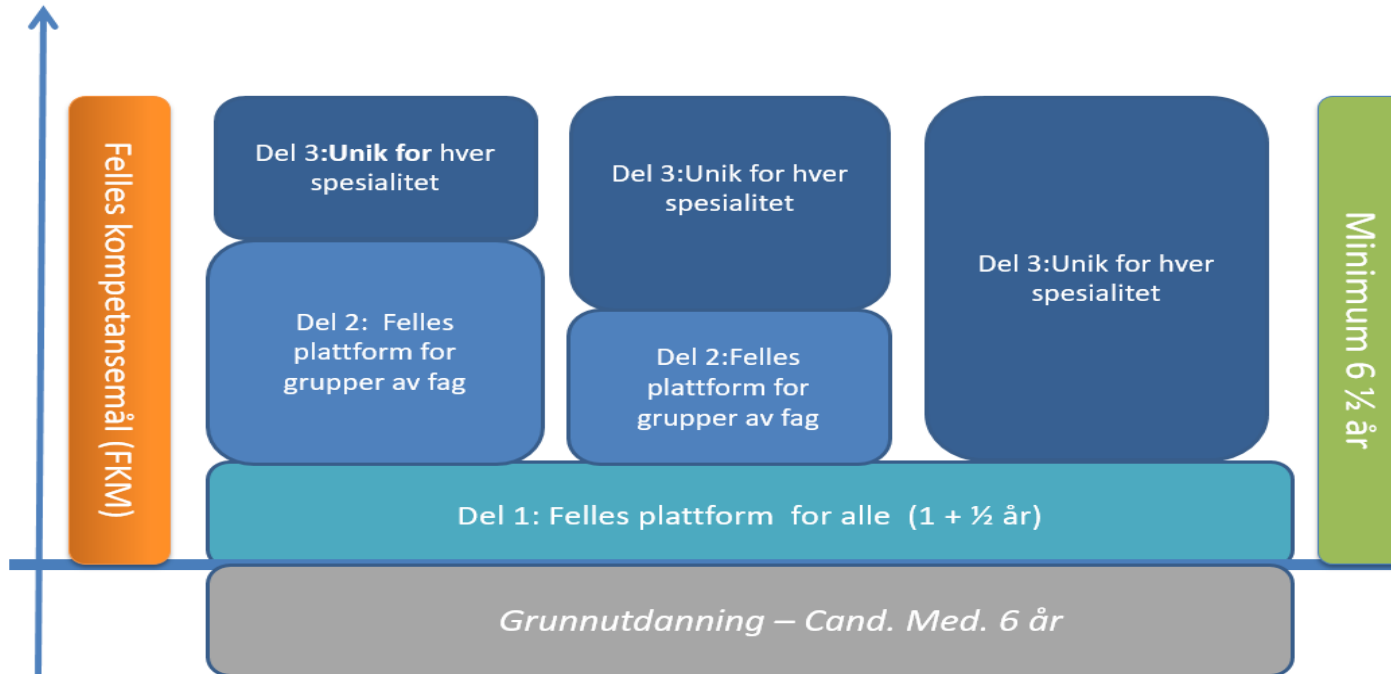 Felles kompetansemål (FKM)
Del 3:Unik for hver
spesialitet
Del 2:  Felles
plattform for
grupper av fag
Del 3:Unik for hver
spesialitet
Del 2:Felles
plattform for
grupper av fag
Del 3:Unik for hver
spesialitet
Minimum 6 ½ år
Del 1: Felles plattform  for alle  (1 + ½ år)
Grunnutdanning – Cand. Med. 6 år